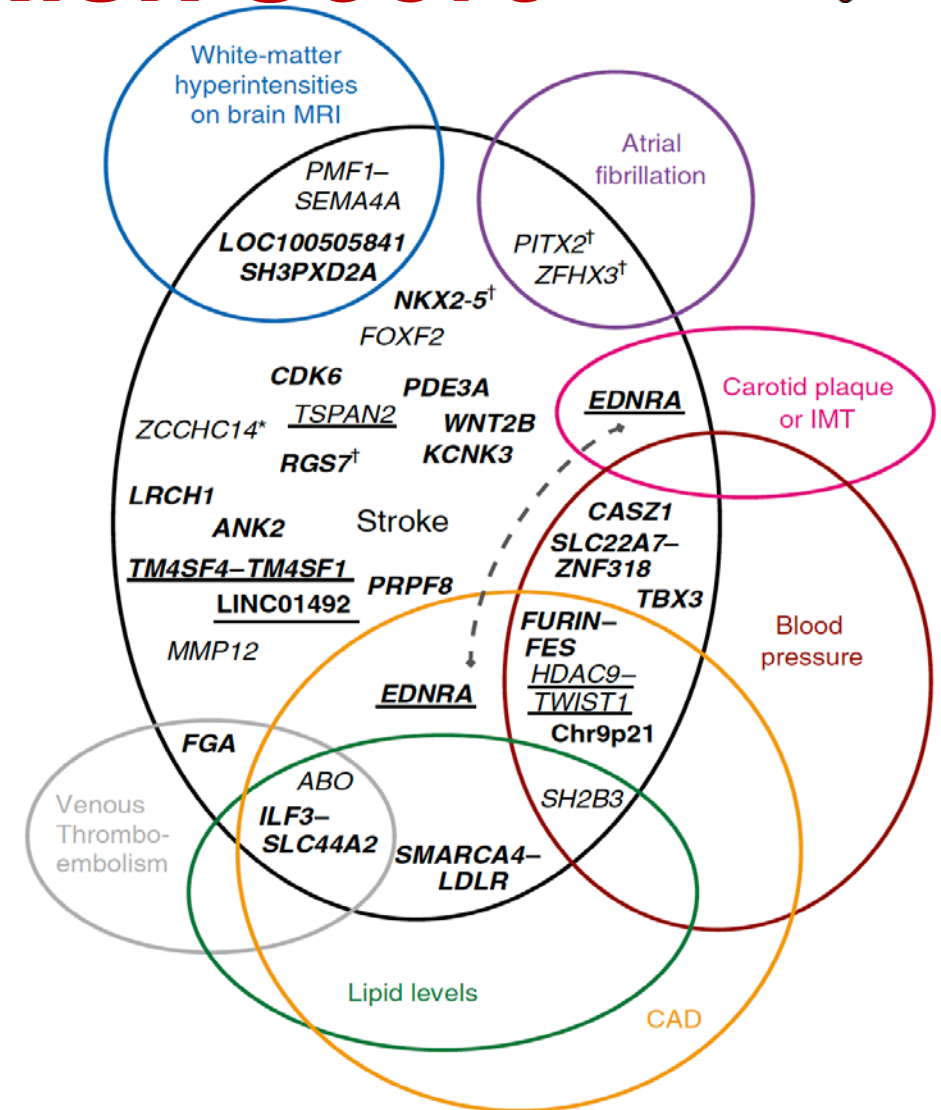 White-matter
hyperintensities
on brain MRI
Atrial
fibrillation
PMF1–
SEMA4A
LOC100505841
SH3PXD2A
PITX2†
ZFHX3†
NKX2-5†
FOXF2
CDK6
PDE3A
Carotid plaque
or IMT
EDNRA
ZCCHC14*
TSPAN2
WNT2B
KCNK3
RGS7†
LRCH1
ANK2
Stroke
CASZ1
SLC22A7–
ZNF318
TM4SF4–TM4SF1
PRPF8
TBX3
LINC01492
FURIN–
FES
Blood
pressure
MMP12
HDAC9–
TWIST1
EDNRA
Chr9p21
FGA
ABO
SH2B3
Venous
Thrombo-
embolism
ILF3–
SLC44A2
SMARCA4–
LDLR
Lipid levels
CAD